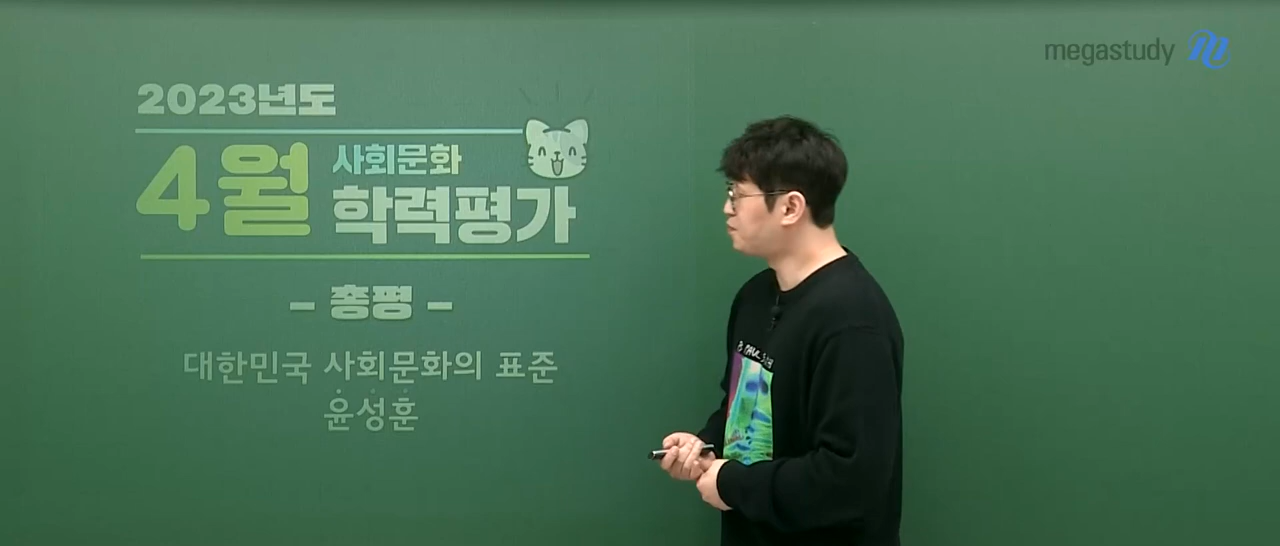 megastudy
2023년도
4월 사회문화
학력평가
- 총평 -
대한민국 사회문화의 표준
윤성훈